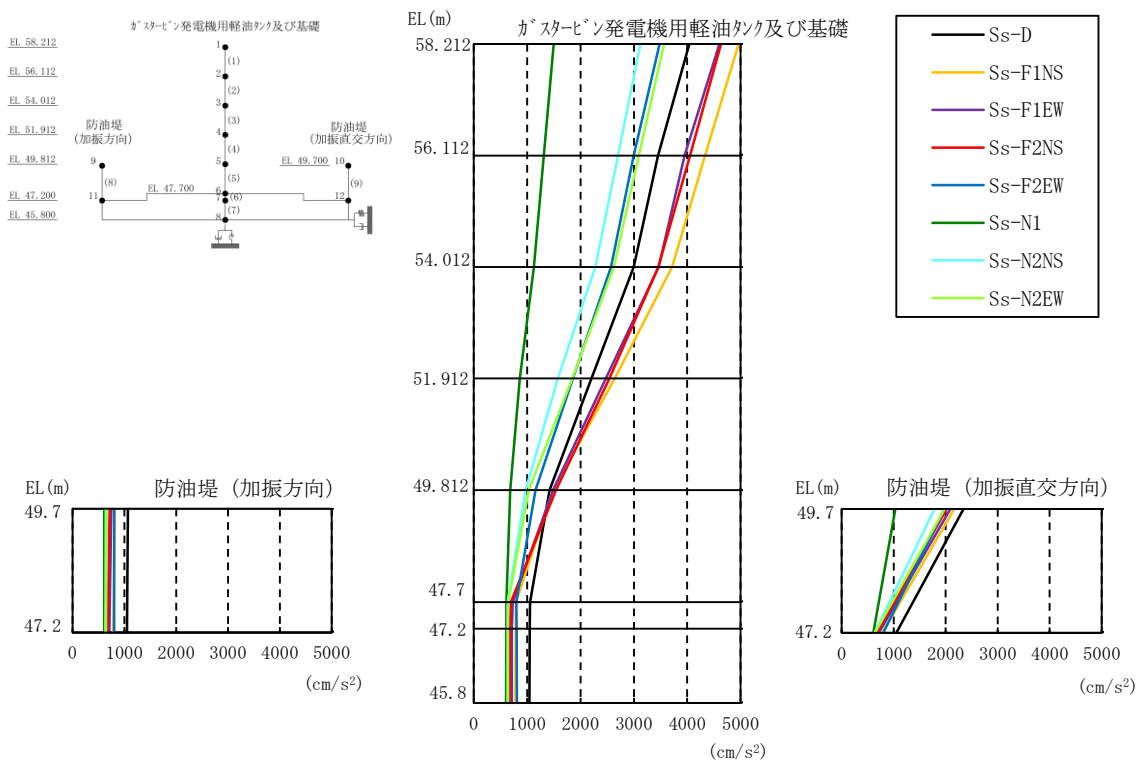 ｶﾞｽﾀｰﾋﾞﾝ発電機用軽油ﾀﾝｸ及び基礎
EL 58.212
EL 56.112
EL 54.012
EL 51.912
EL 49.812
EL 47.200
EL 45.800
1
(1)
2
(2)
3
(3)
4
(4)
5
(5)
6
(6)
(7)
8
防油堤
(加振方向)
9
(8)
11
EL 47.700
防油堤
(加振直交方向)
EL 49.700
10
(9)
12
EL(m)
ｶﾞｽﾀｰﾋﾞﾝ発電機用軽油ﾀﾝｸ及び基礎
58.212
56.112
54.012
51.912
49.812
47.7
47.2
45.8
0 1000 2000 3000 4000 5000
(cm/s²)
Ss-D
Ss-F1NS
Ss-F1EW
Ss-F2NS
Ss-F2EW
Ss-N1
Ss-N2NS
Ss-N2EW
EL(m)
防油堤 (加振方向)
49.7
47.2
0 1000 2000 3000 4000 5000
(cm/s²)
EL(m)
防油堤 (加振直交方向)
49.7
47.2
0 1000 2000 3000 4000 5000
(cm/s²)